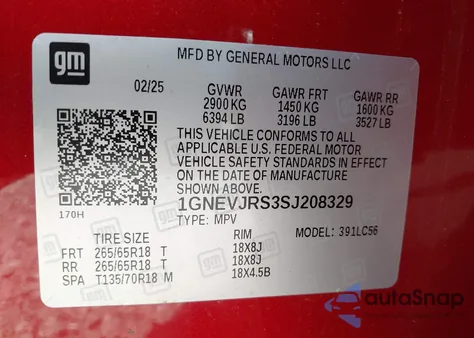 gm
MFD BY GENERAL MOTORS LLC
02/25 GVWR GAWR FRT GAWR RR
2900 KG 1450 KG 1600 KG
6394 LB 3196 LB 3527 LB
THIS VEHICLE CONFORMS TO ALL
APPLICABLE U.S. FEDERAL MOTOR
VEHICLE SAFETY STANDARDS IN EFFECT
ON THE DATE OF MANUFACTURE
SHOWN ABOVE.
170H 1GNEVJRS3SJ208329
TYPE: MPV MODEL: 391LC56
TIRE SIZE RIM
FRT 265/65R18 T 18X8J
RR 265/65R18 T 18X8J
SPA T135/70R18 M 18X4.5B
autoSnap